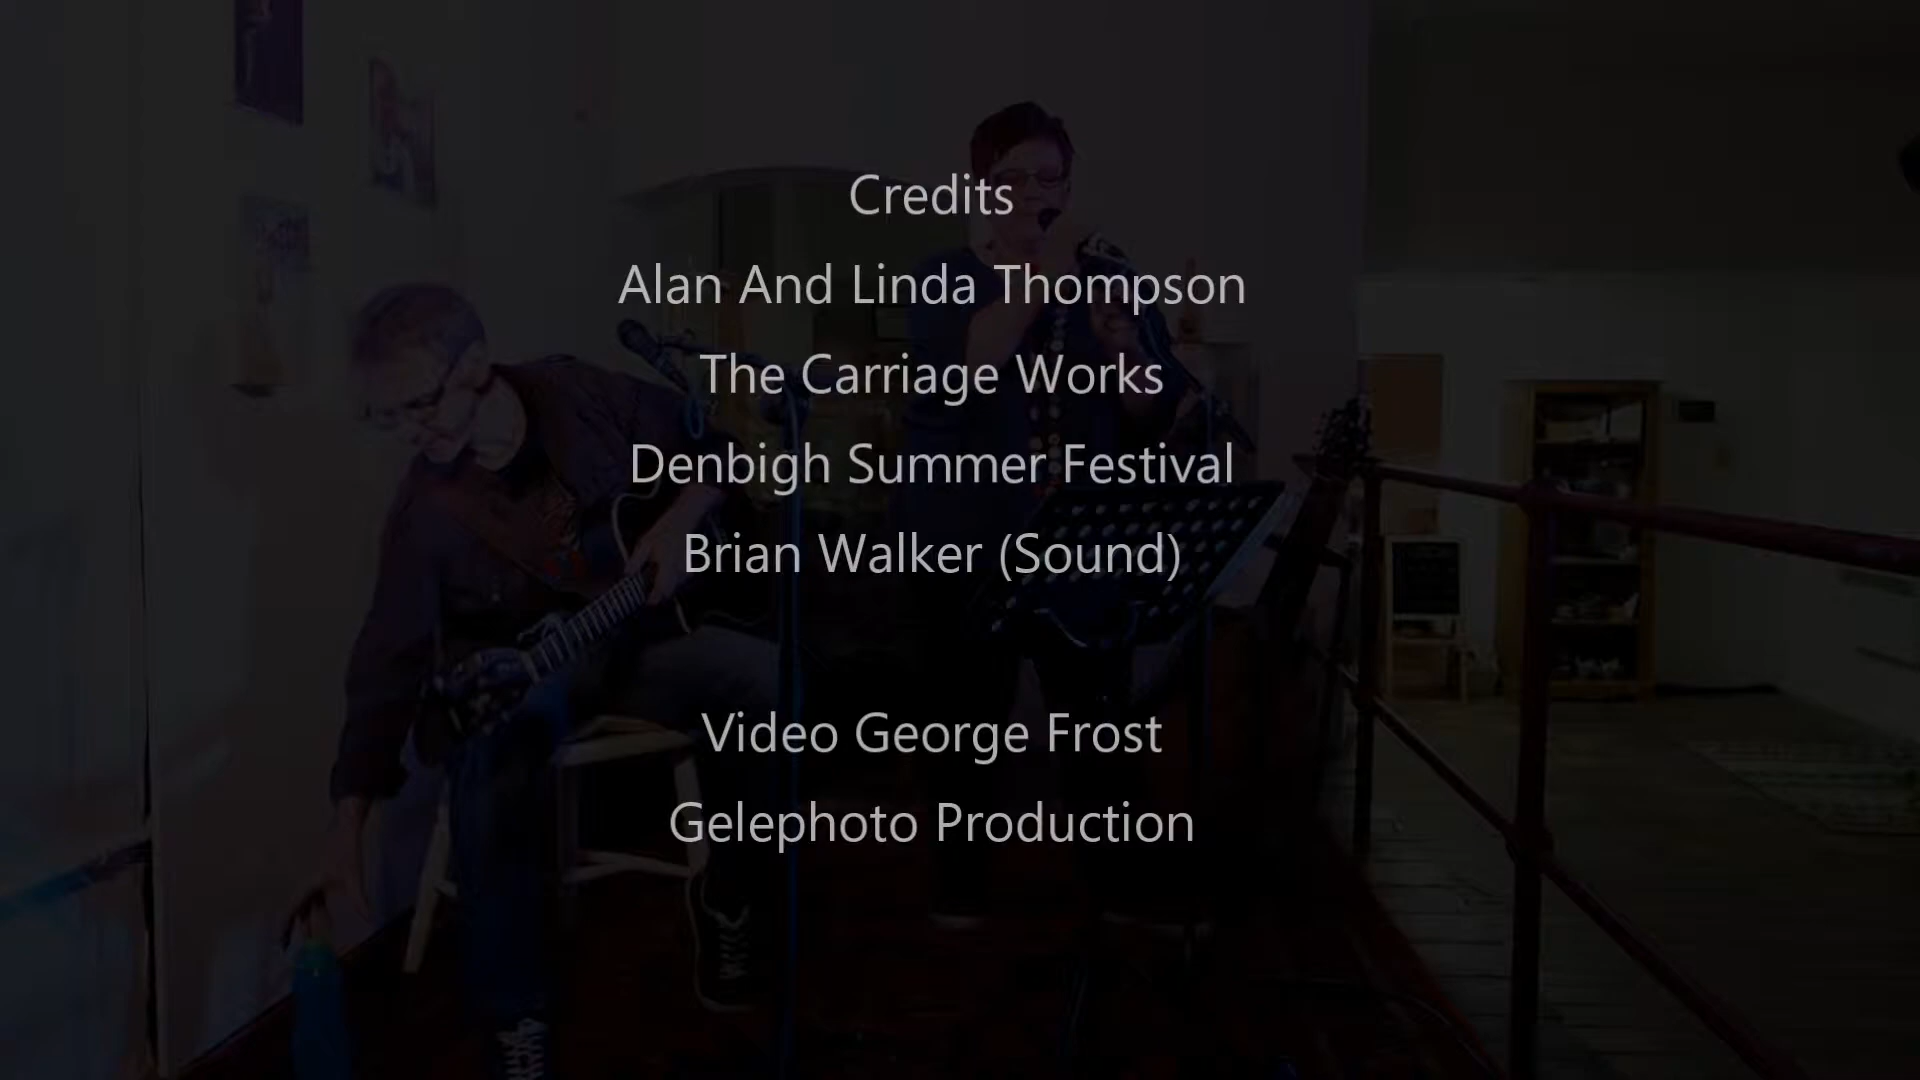 Credits
Alan And Linda Thompson
The Carriage Works
Denbigh Summer Festival
Brian Walker (Sound)
Video George Frost
Gelephoto Production